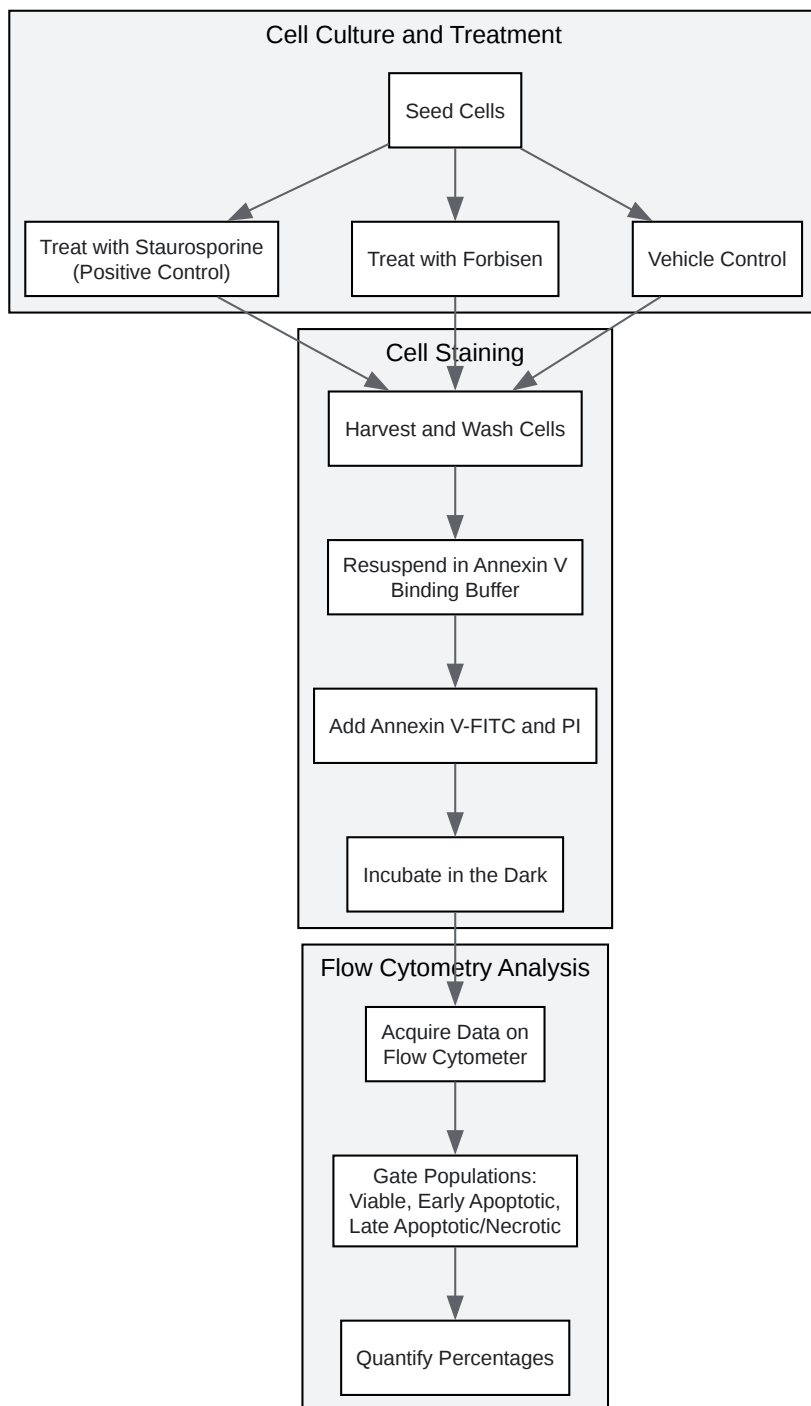 Cell Culture and Treatment
Seed Cells
Treat with Staurosporine
(Positive Control)
Treat with Forbisen
Vehicle Control
Cell Staining
Harvest and Wash Cells
Resuspend in Annexin V
Binding Buffer
Add Annexin V-FITC and PI
Incubate in the Dark
Flow Cytometry Analysis
Acquire Data on
Flow Cytometer
Gate Populations:
Viable, Early Apoptotic,
Late Apoptotic/Necrotic
Quantify Percentages